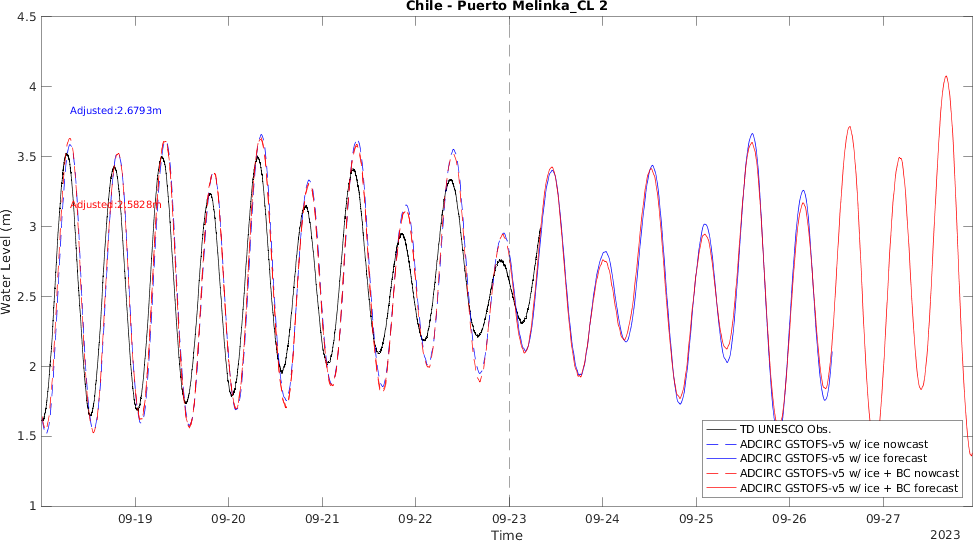 Chile - Puerto Melinka_CL 2
4.5
4
3.5
3
2.5
2
1.5
1
Water Level (m)
Adjusted:2.6793m
Adjusted:2.5828m
TD UNESCO Obs.
ADCIRC GSTOFS-v5 w/ ice nowcast
ADCIRC GSTOFS-v5 w/ ice forecast
ADCIRC GSTOFS-v5 w/ ice + BC nowcast
ADCIRC GSTOFS-v5 w/ ice + BC forecast
09-19 09-20 09-21 09-22 09-23 09-24 09-25 09-26 09-27
Time
2023